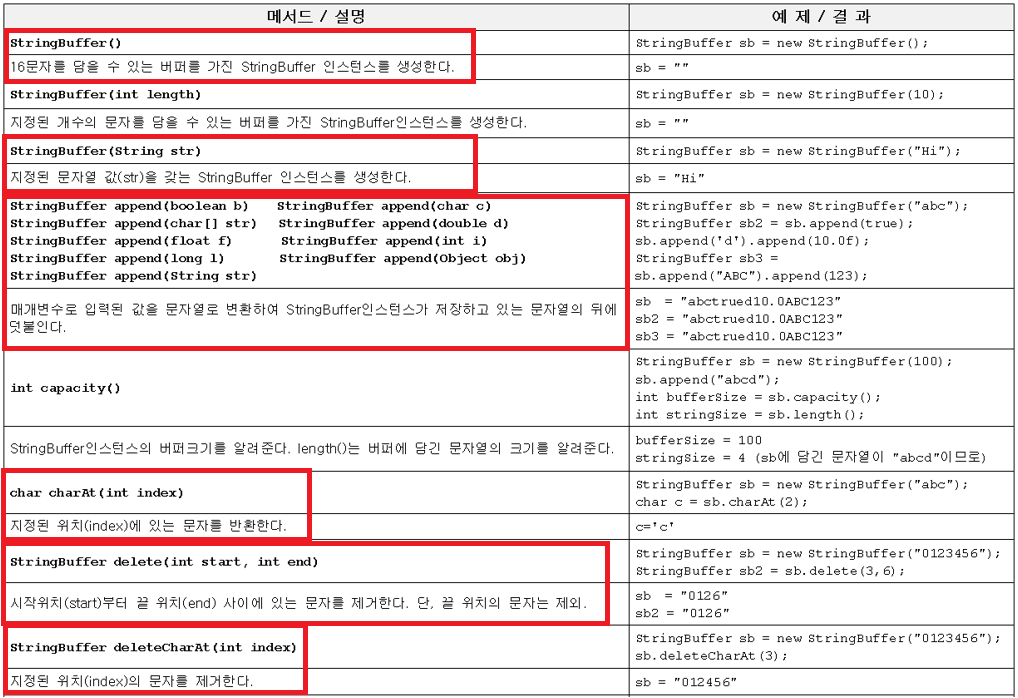 메서드 / 설명
예 제 / 결 과
StringBuffer()
StringBuffer sb = new StringBuffer();
16문자를 담을 수 있는 버퍼를 가진 StringBuffer 인스턴스를 생성한다.
sb = ""
StringBuffer(int length)
StringBuffer sb = new StringBuffer(10);
지정된 개수의 문자를 담을 수 있는 버퍼를 가진 StringBuffer인스턴스를 생성한다.
sb = ""
StringBuffer(String str)
StringBuffer sb = new StringBuffer("Hi");
지정된 문자열 값(str)을 갖는 StringBuffer 인스턴스를 생성한다.
sb = "Hi"
StringBuffer append(boolean b) StringBuffer append(char c)
StringBuffer append(char[] str) StringBuffer append(double d)
StringBuffer append(float f) StringBuffer append(int i)
StringBuffer append(long l) StringBuffer append(Object obj)
StringBuffer append(String str)
StringBuffer sb = new StringBuffer("abc");
StringBuffer sb2 = sb.append(true);
sb.append('d').append(10.0f);
StringBuffer sb3 =
sb.append("ABC").append(123);
매개변수로 입력된 값을 문자열로 변환하여 StringBuffer인스턴스가 저장하고 있는 문자열의 뒤에
덧붙인다.
sb = "abctrued10.0ABC123"
sb2 = "abctrued10.0ABC123"
sb3 = "abctrued10.0ABC123"
int capacity()
StringBuffer sb = new StringBuffer(100);
sb.append("abcd");
int bufferSize = sb.capacity();
int stringSize = sb.length();
StringBuffer인스턴스의 버퍼크기를 알려준다. length()는 버퍼에 담긴 문자열의 크기를 알려준다.
bufferSize = 100
stringSize = 4 (sb에 담긴 문자열이 "abcd"이므로)
char charAt(int index)
StringBuffer sb = new StringBuffer("abc");
char c = sb.charAt(2);
지정된 위치(index)에 있는 문자를 반환한다.
c='c'
StringBuffer delete(int start, int end)
StringBuffer sb = new StringBuffer("0123456");
StringBuffer sb2 = sb.delete(3,6);
시작위치(start)부터 끝 위치(end) 사이에 있는 문자를 제거한다. 단, 끝 위치의 문자는 제외.
sb = "0126"
sb2 = "0126"
StringBuffer deleteCharAt(int index)
StringBuffer sb = new StringBuffer("0123456");
sb.deleteCharAt(3);
지정된 위치(index)의 문자를 제거한다.
sb = "012456"